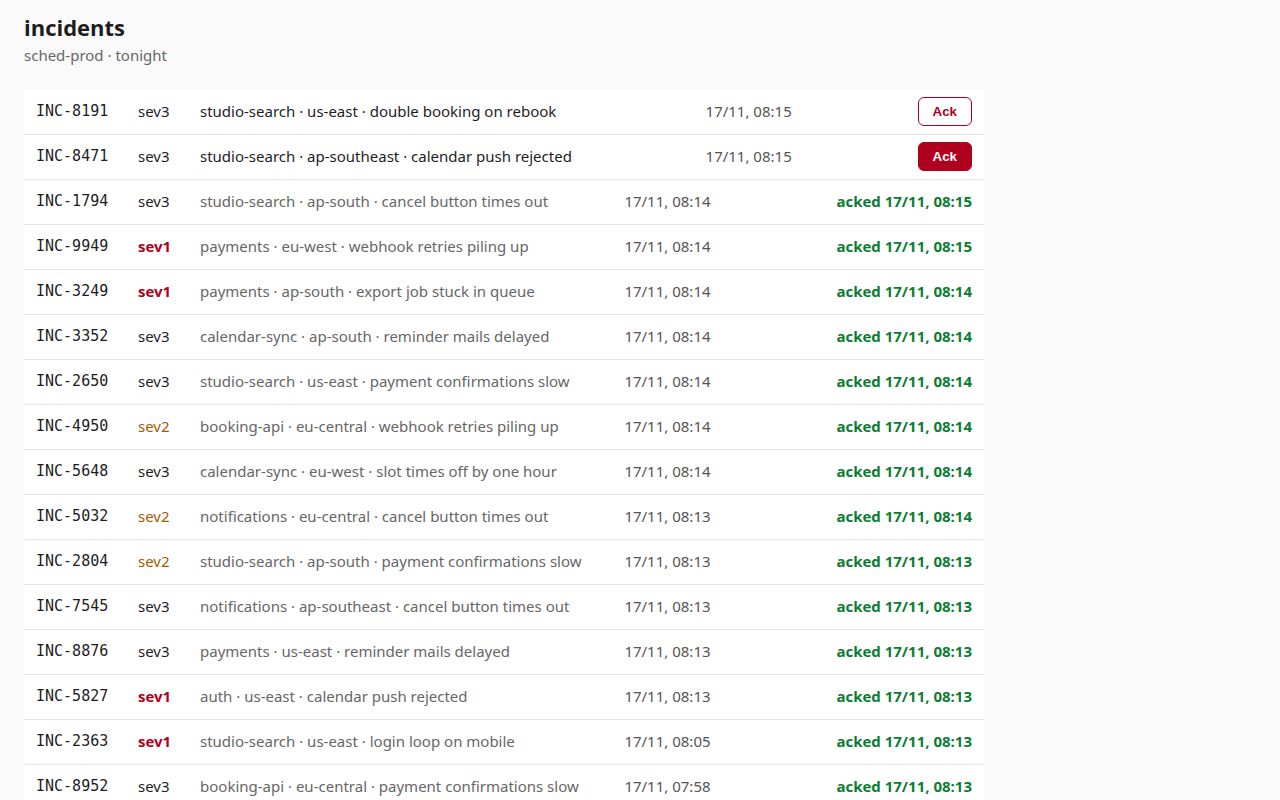 incidents
sched-prod · tonight
INC-8191 sev3 studio-search · us-east · double booking on rebook 17/11, 08:15 Ack
INC-8471 sev3 studio-search · ap-southeast · calendar push rejected 17/11, 08:15 Ack
INC-1794 sev3 studio-search · ap-south · cancel button times out 17/11, 08:14 acked 17/11, 08:15
INC-9949 sev1 payments · eu-west · webhook retries piling up 17/11, 08:14 acked 17/11, 08:15
INC-3249 sev1 payments · ap-south · export job stuck in queue 17/11, 08:14 acked 17/11, 08:14
INC-3352 sev3 calendar-sync · ap-south · reminder mails delayed 17/11, 08:14 acked 17/11, 08:14
INC-2650 sev3 studio-search · us-east · payment confirmations slow 17/11, 08:14 acked 17/11, 08:14
INC-4950 sev2 booking-api · eu-central · webhook retries piling up 17/11, 08:14 acked 17/11, 08:14
INC-5648 sev3 calendar-sync · eu-west · slot times off by one hour 17/11, 08:14 acked 17/11, 08:14
INC-5032 sev2 notifications · eu-central · cancel button times out 17/11, 08:13 acked 17/11, 08:14
INC-2804 sev2 studio-search · ap-south · payment confirmations slow 17/11, 08:13 acked 17/11, 08:13
INC-7545 sev3 notifications · ap-southeast · cancel button times out 17/11, 08:13 acked 17/11, 08:13
INC-8876 sev3 payments · us-east · reminder mails delayed 17/11, 08:13 acked 17/11, 08:13
INC-5827 sev1 auth · us-east · calendar push rejected 17/11, 08:13 acked 17/11, 08:13
INC-2363 sev1 studio-search · us-east · login loop on mobile 17/11, 08:05 acked 17/11, 08:13
INC-8952 sev3 booking-api · eu-central · payment confirmations slow 17/11, 07:58 acked 17/11, 08:13